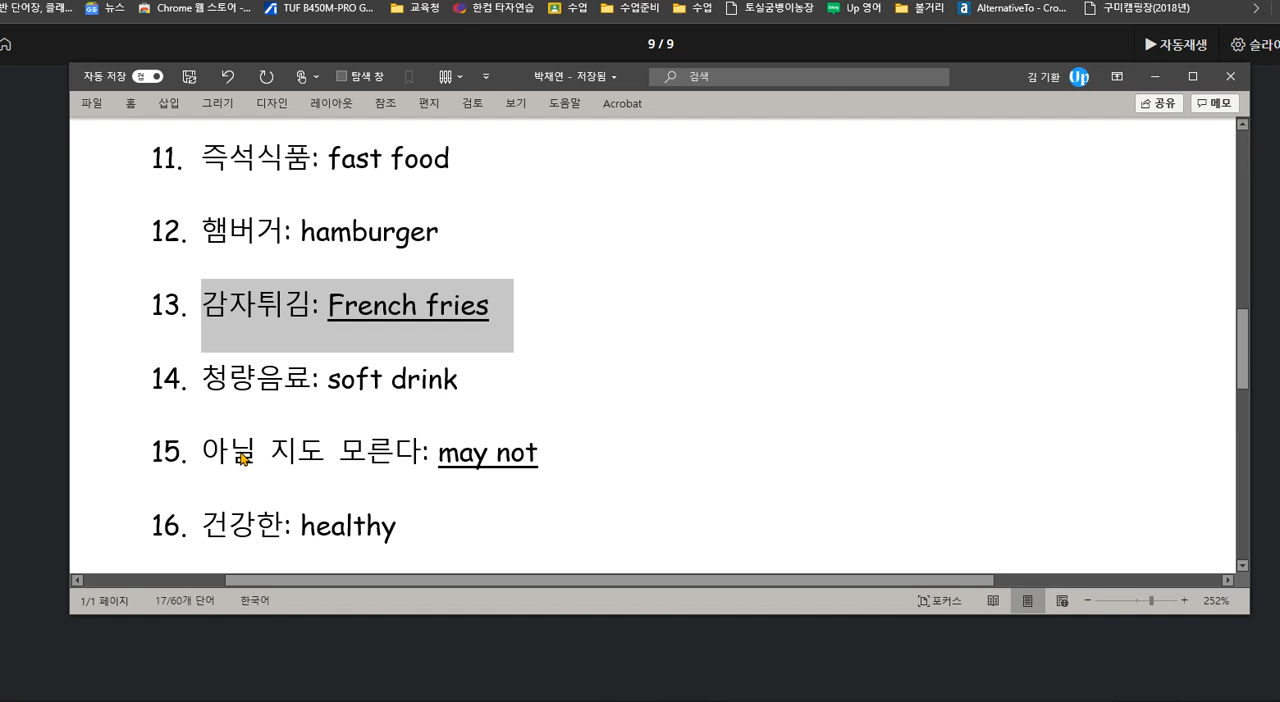 반 단어장, 클래... 뉴스 Chrome 웹 스토어 -... TUF B450M-PRO G... 교육청 한컴 타자연습 수업 수업준비 수업 토실굼벵이농장 Up 영어 볼거리 AlternativeTo - Cro... 구미캠핑장(2018년)
9 / 9 자동재생 슬라이
자동 저장 켬 탐색 창 박재연 - 저장됨 검색 김 기환 Up
파일 홈 삽입 그리기 디자인 레이아웃 참조 편지 검토 보기 도움말 Acrobat 공유 메모
11. 즉석식품: fast food
12. 햄버거: hamburger
13. 감자튀김: French fries
14. 청량음료: soft drink
15. 아닐 지도 모른다: may not
16. 건강한: healthy
1/1 페이지 17/60개 단어 한국어 포커스 252%